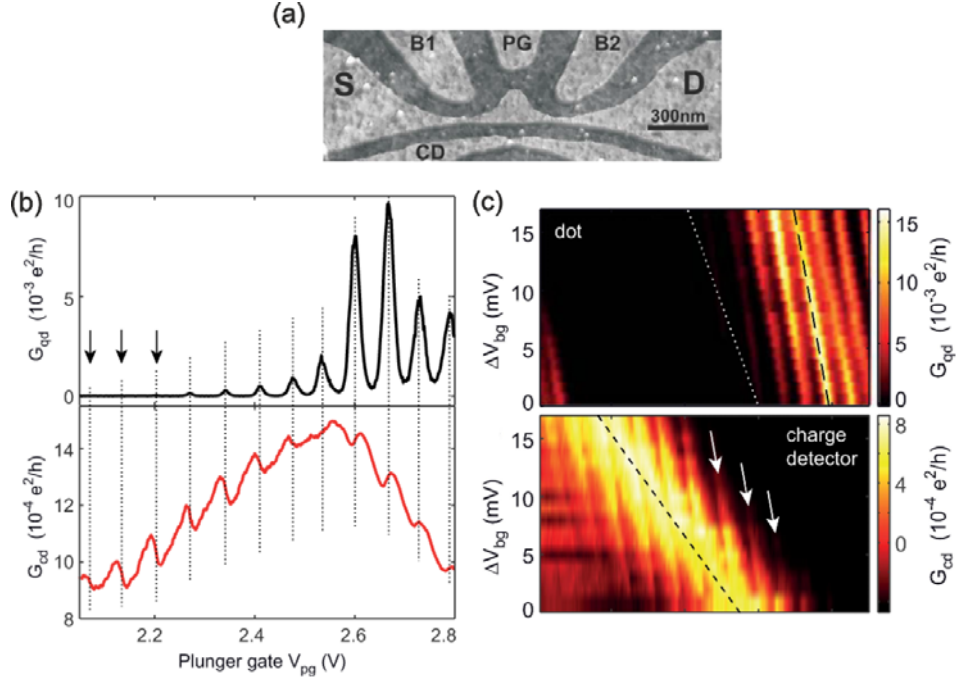 (a)
B1 PG B2
S D
300nm
CD
(b)
10
5
0
G_qd (10^-3 e^2/h)
14
12
10
8
G_cd (10^-4 e^2/h)
2.2 2.4 2.6 2.8
Plunger gate V_pg (V)
(c)
dot
15
10
5
0
ΔV_bg (mV)
15
10
5
0
G_qd (10^-3 e^2/h)
charge
detector
15
10
5
0
ΔV_bg (mV)
8
4
0
G_cd (10^-4 e^2/h)